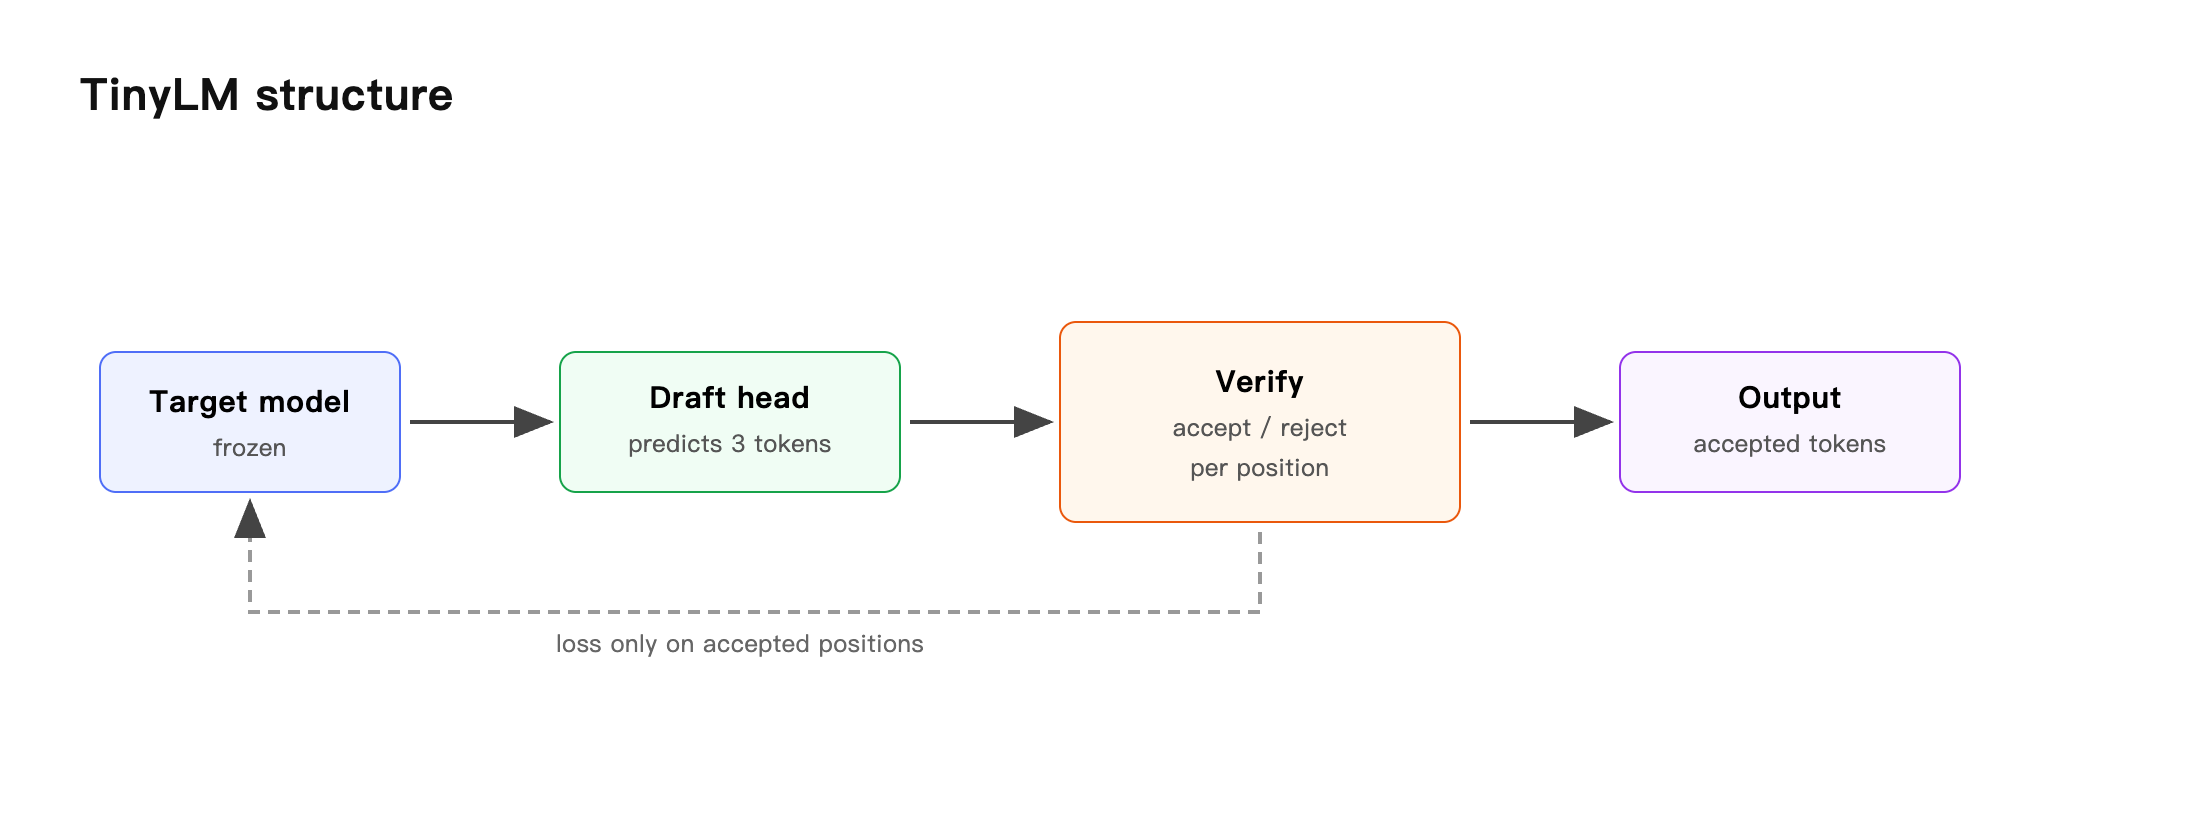 TinyLM structure
Target model
frozen
Draft head
predicts 3 tokens
Verify
accept / reject
per position
Output
accepted tokens
loss only on accepted positions